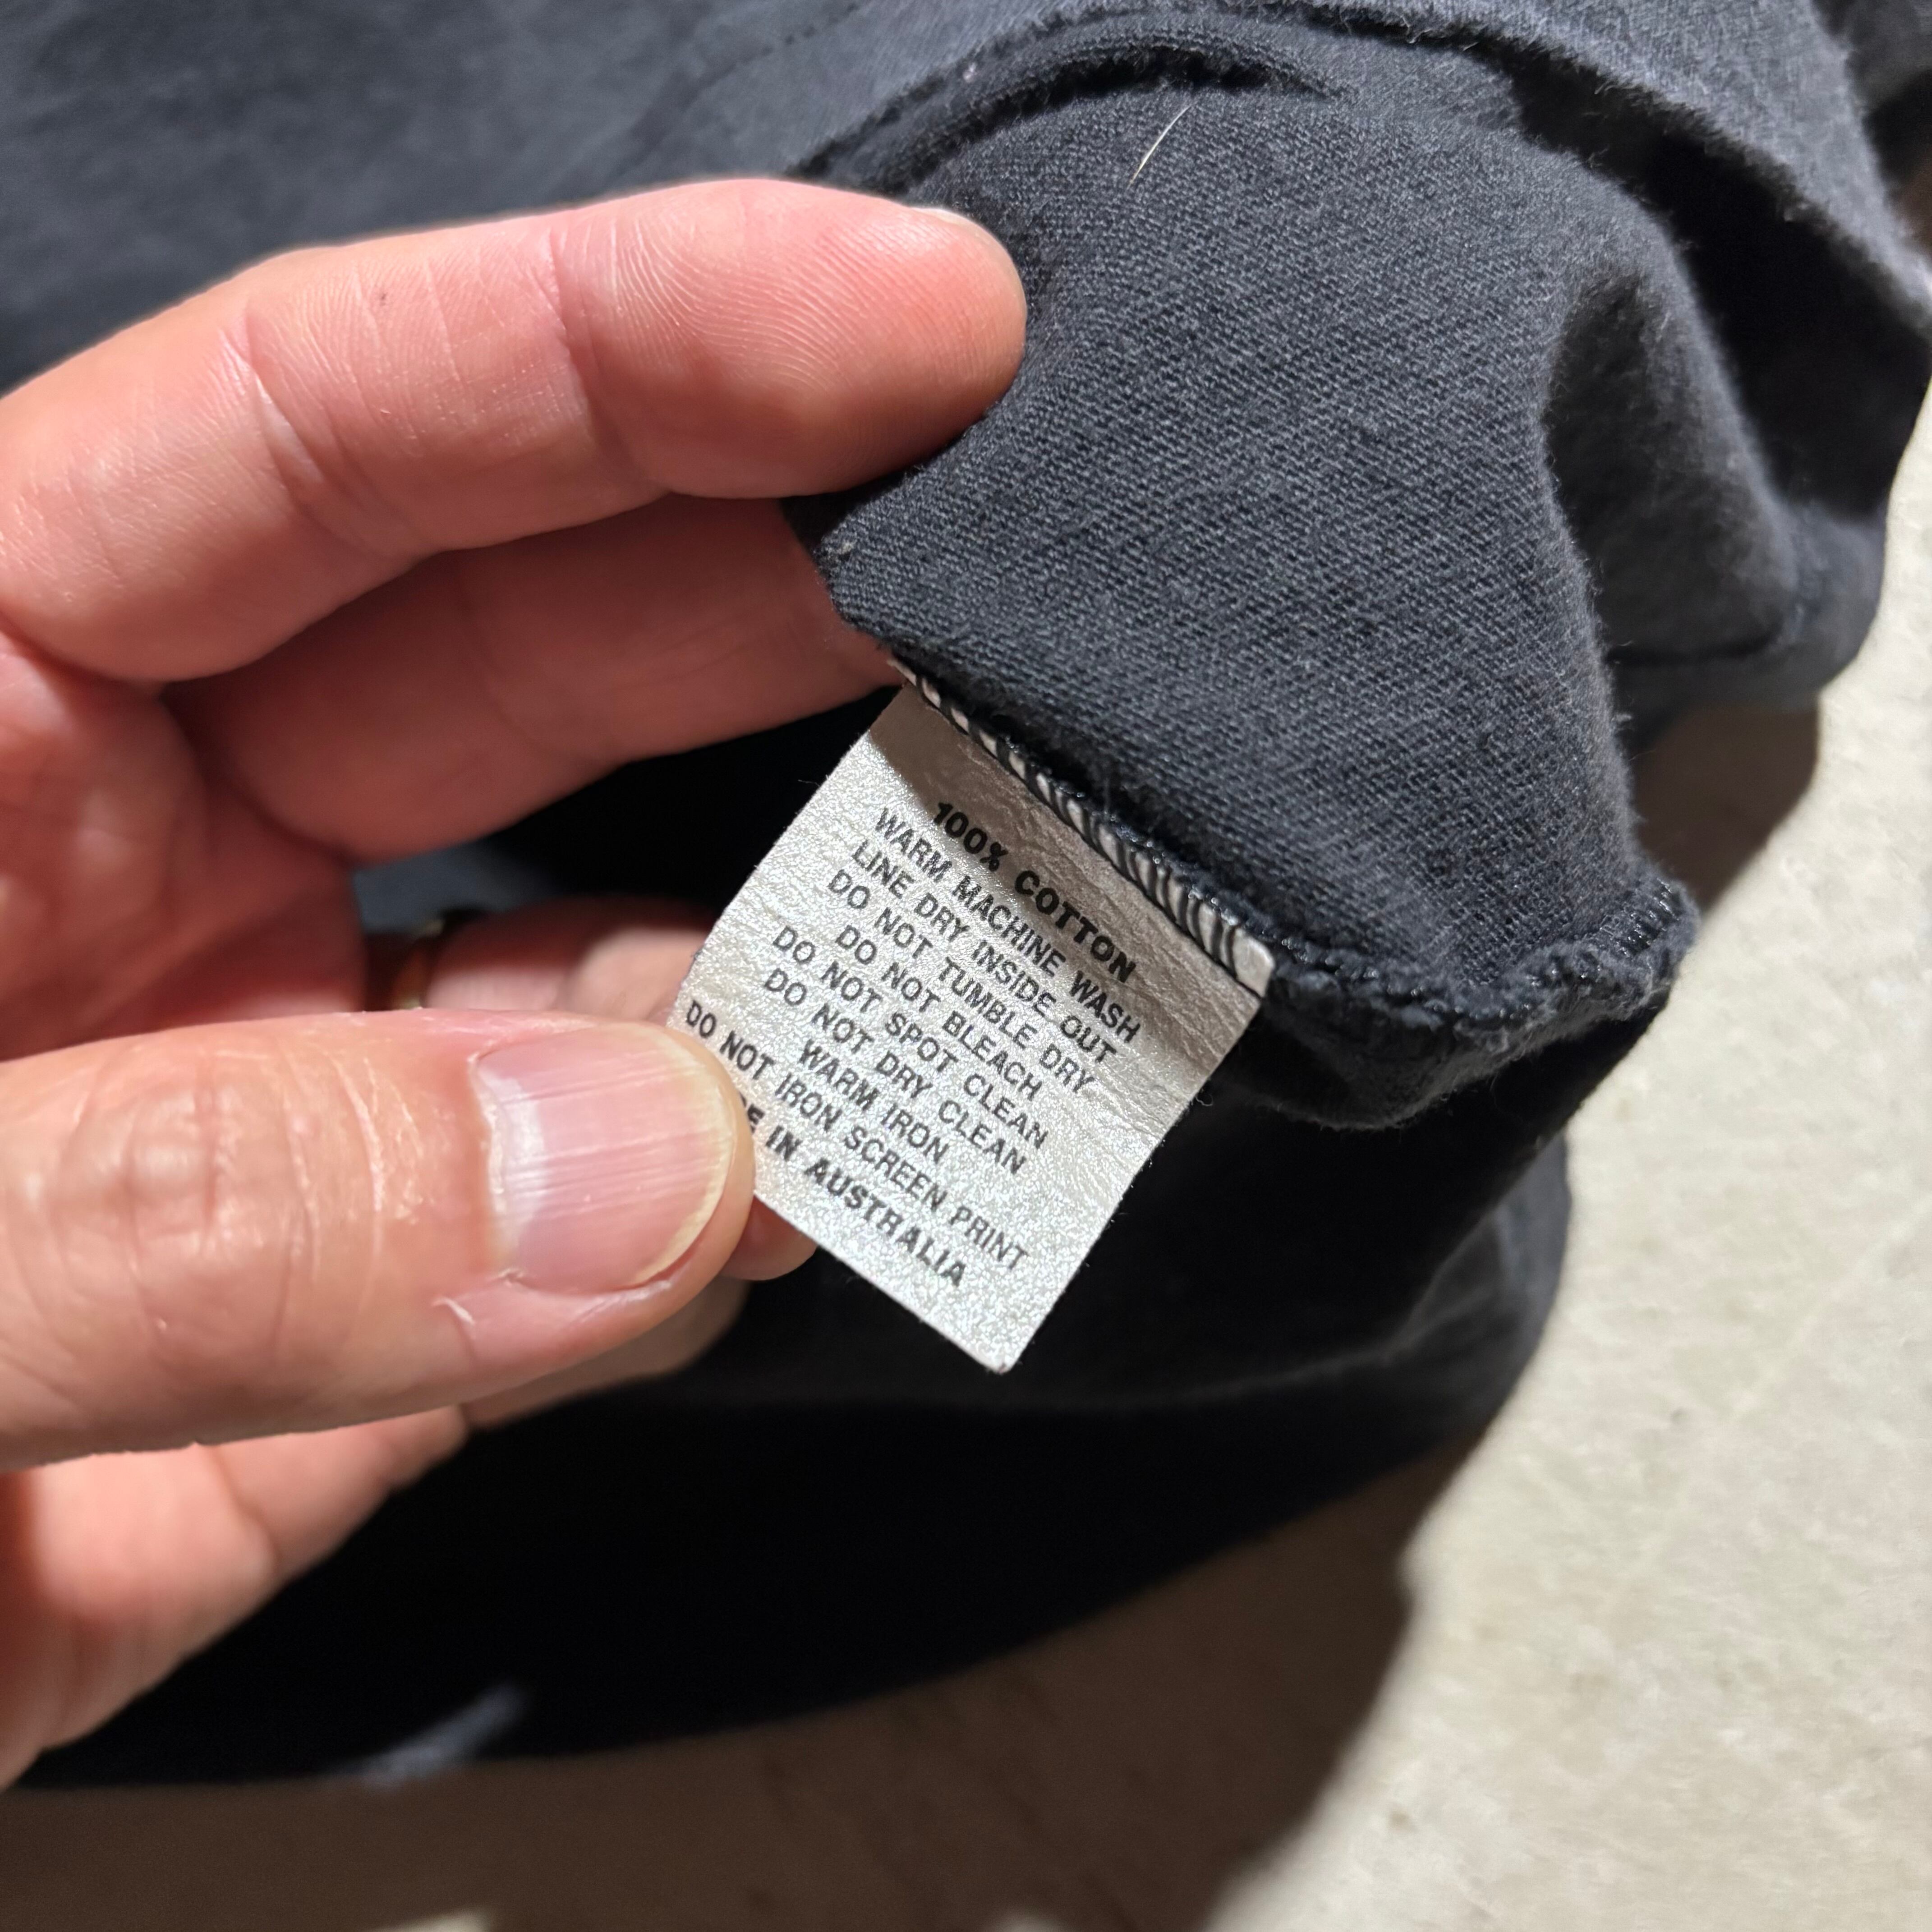 100% COTTON
WARM MACHINE WASH
LINE DRY INSIDE OUT
DO NOT TUMBLE DRY
DO NOT BLEACH
DO NOT SPOT CLEAN
DO NOT DRY CLEAN
WARM IRON
DO NOT IRON SCREEN PRINT
IN AUSTRALIA